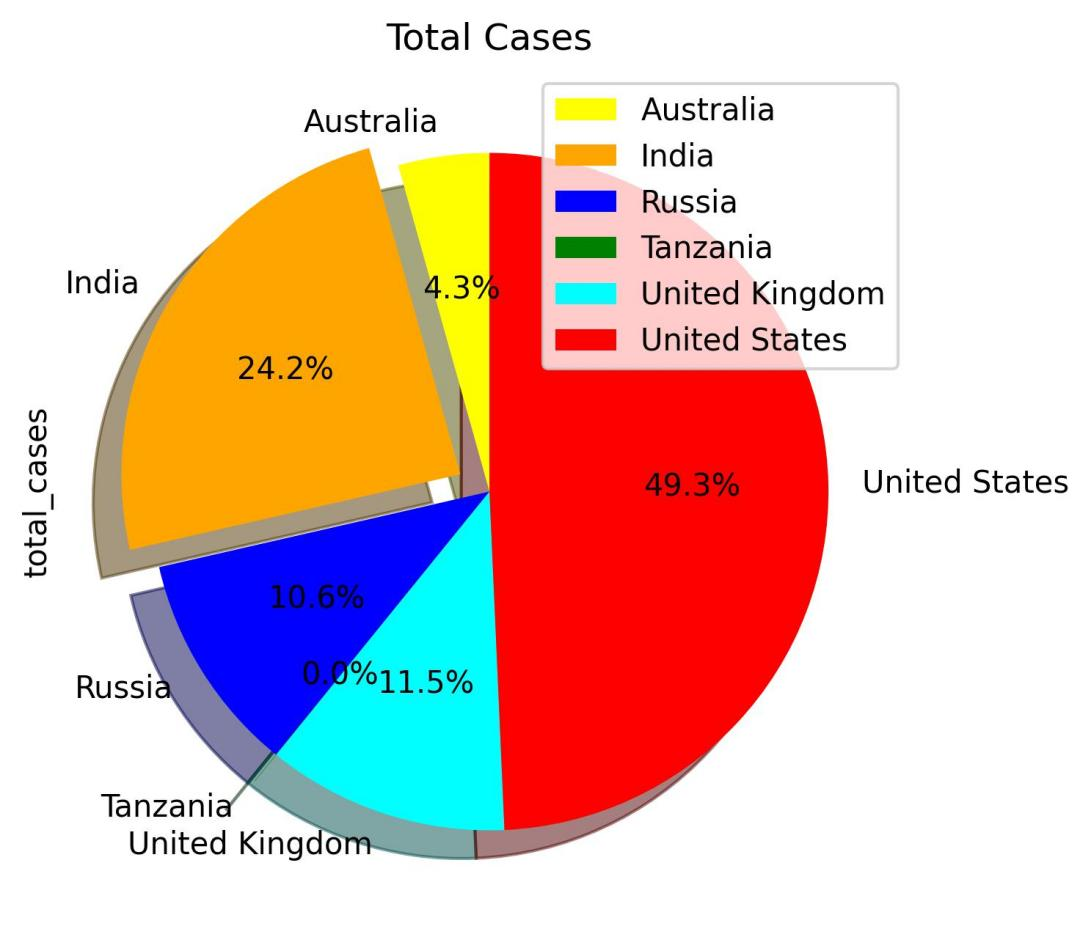 Total Cases
Australia
India
Russia
Tanzania
United Kingdom
United States
Australia
India
Russia
Tanzania
United Kingdom
United States
4.3%
24.2%
10.6%
0.0%
11.5%
49.3%
total_cases